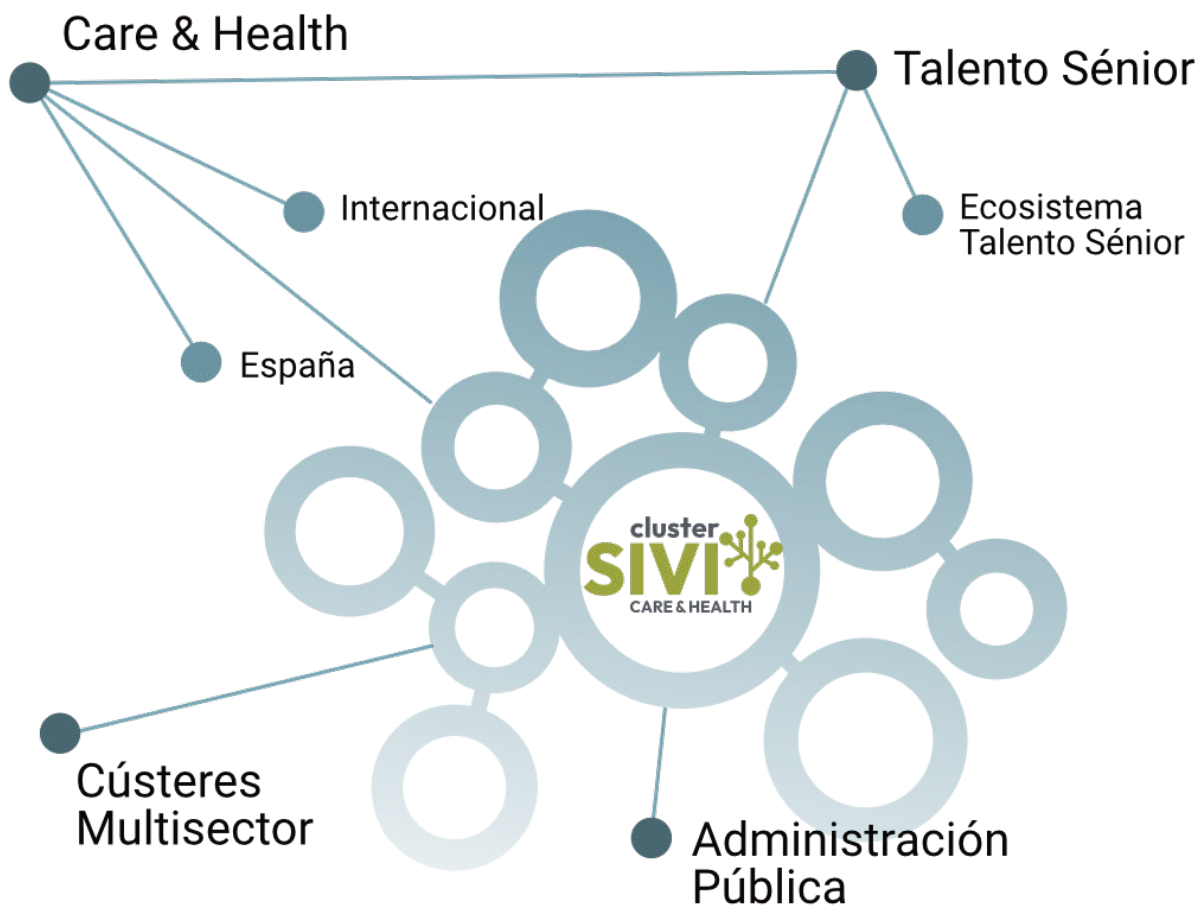 Care & Health
Talento Sénior
Internacional
Ecosistema
Talento Sénior
España
cluster
SIVI
CARE & HEALTH
Cústeres
Multisector
Administración
Pública